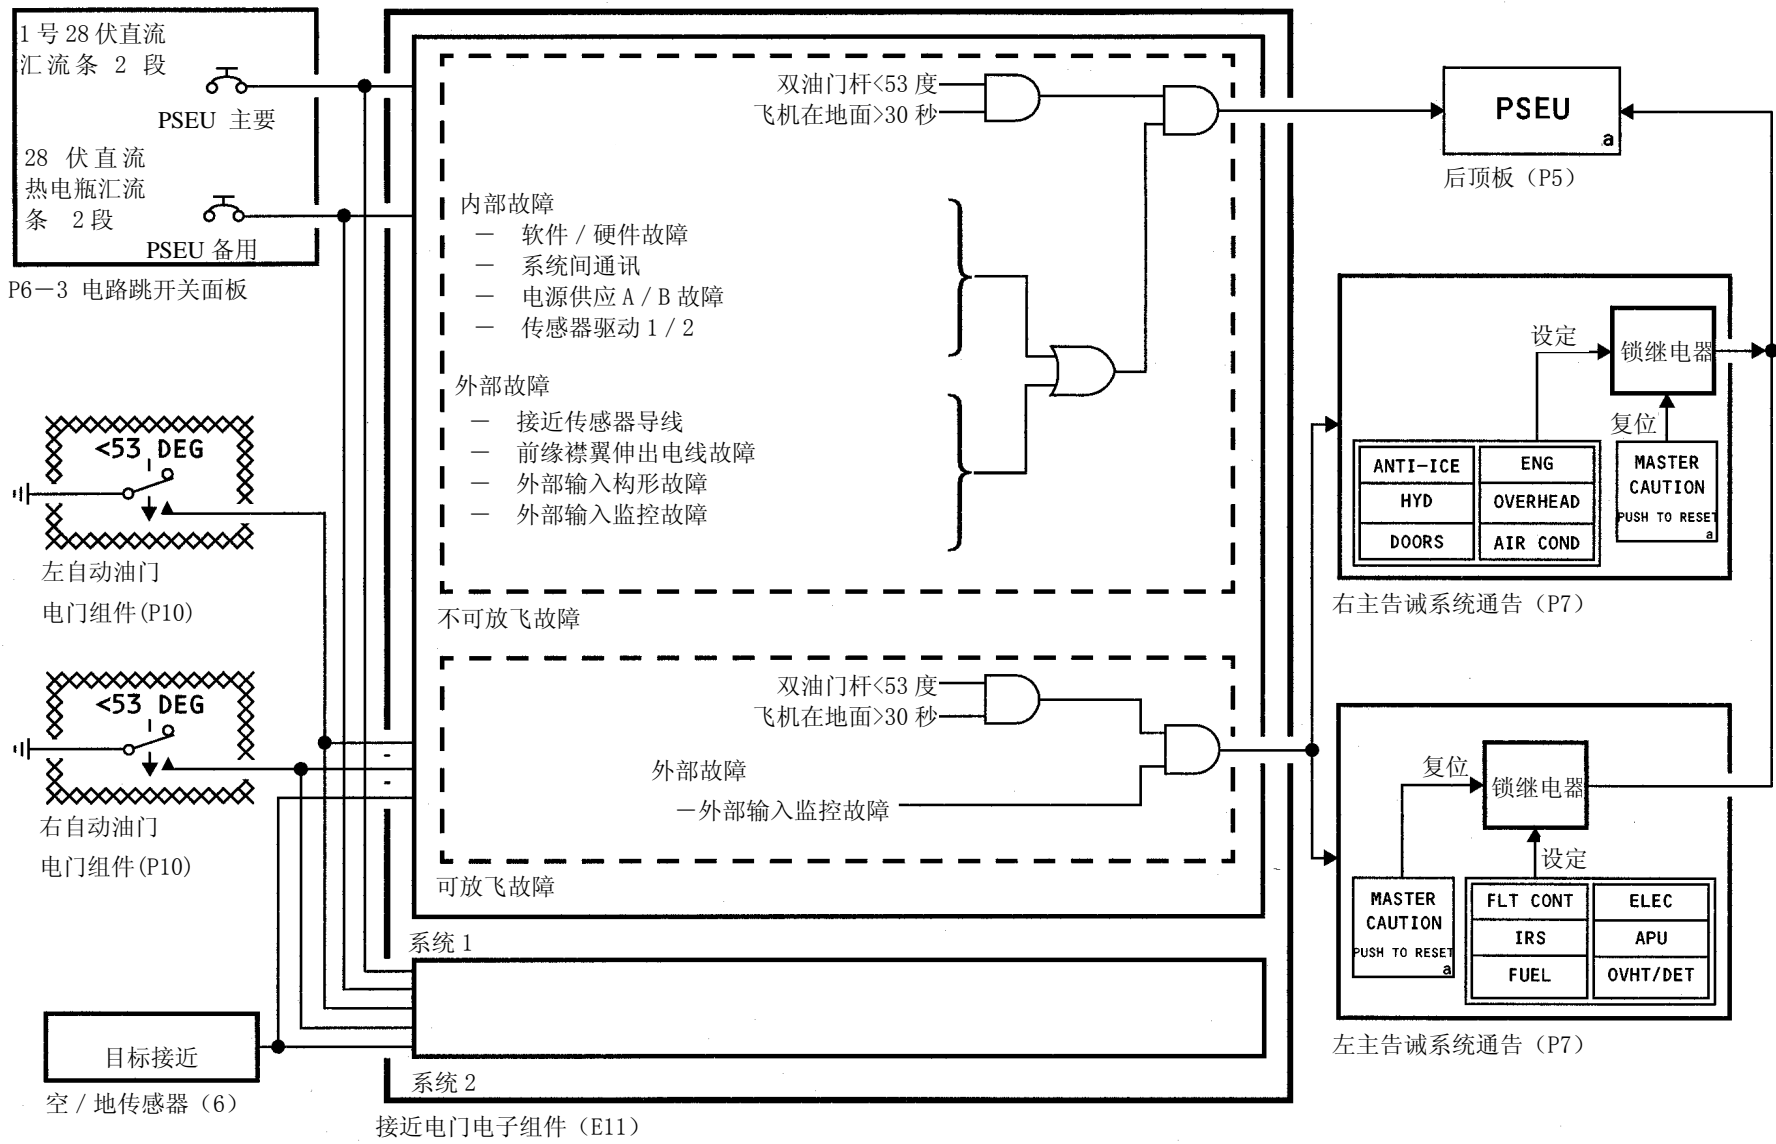 1号28伏直流
汇流条 2 段
PSEU 主要
28 伏直流
热电瓶汇流
条 2段
PSEU 备用
P6－3 电路跳开关面板
<53 DEG
左自动油门
电门组件(P10)
<53 DEG
右自动油门
电门组件(P10)
目标接近
空／地传感器（6）
双油门杆<53度
飞机在地面>30秒
内部故障
－ 软件／硬件故障
－ 系统间通讯
－ 电源供应A／B故障
－ 传感器驱动1／2
外部故障
－ 接近传感器导线
－ 前缘襟翼伸出电线故障
－ 外部输入构形故障
－ 外部输入监控故障
不可放飞故障
双油门杆<53度
飞机在地面>30秒
外部故障
－外部输入监控故障
可放飞故障
系统1
系统2
接近电门电子组件（E11）
PSEU
a
后顶板（P5）
设定
锁继电器
复位
ANTI-ICE
ENG
HYD
OVERHEAD
DOORS
AIR COND
MASTER
CAUTION
PUSH TO RESET
a
右主告诫系统通告（P7）
复位
锁继电器
设定
MASTER
CAUTION
PUSH TO RESET
a
FLT CONT
ELEC
IRS
APU
FUEL
OVHT/DET
左主告诫系统通告（P7）